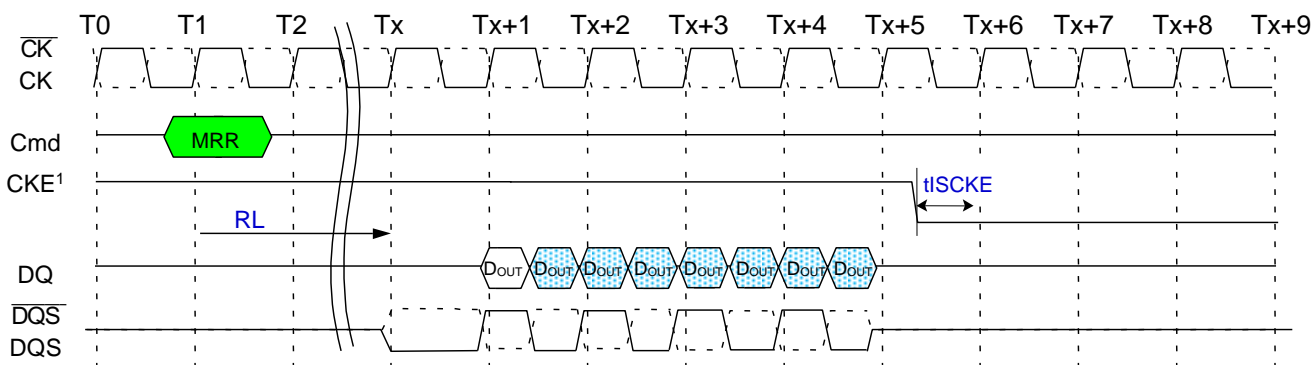 T0 T1 T2 Tx Tx+1 Tx+2 Tx+3 Tx+4 Tx+5 Tx+6 Tx+7 Tx+8 Tx+9
CK
CK
Cmd MRR
CKE¹ tISCKE
RL
DQ DOUT DOUT DOUT DOUT DOUT DOUT DOUT DOUT
DQS
DQS